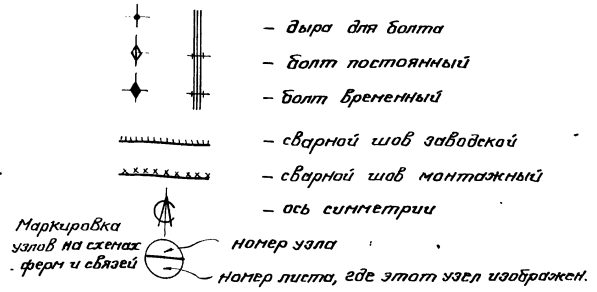 – дыра для болта
– болт постоянный
– болт временный
– сварной шов заводской
– сварной шов монтажный
– ось симметрии
Маркировка
узлов на схемах
ферм и связей
номер узла
номер листа, где этот узел изображен.